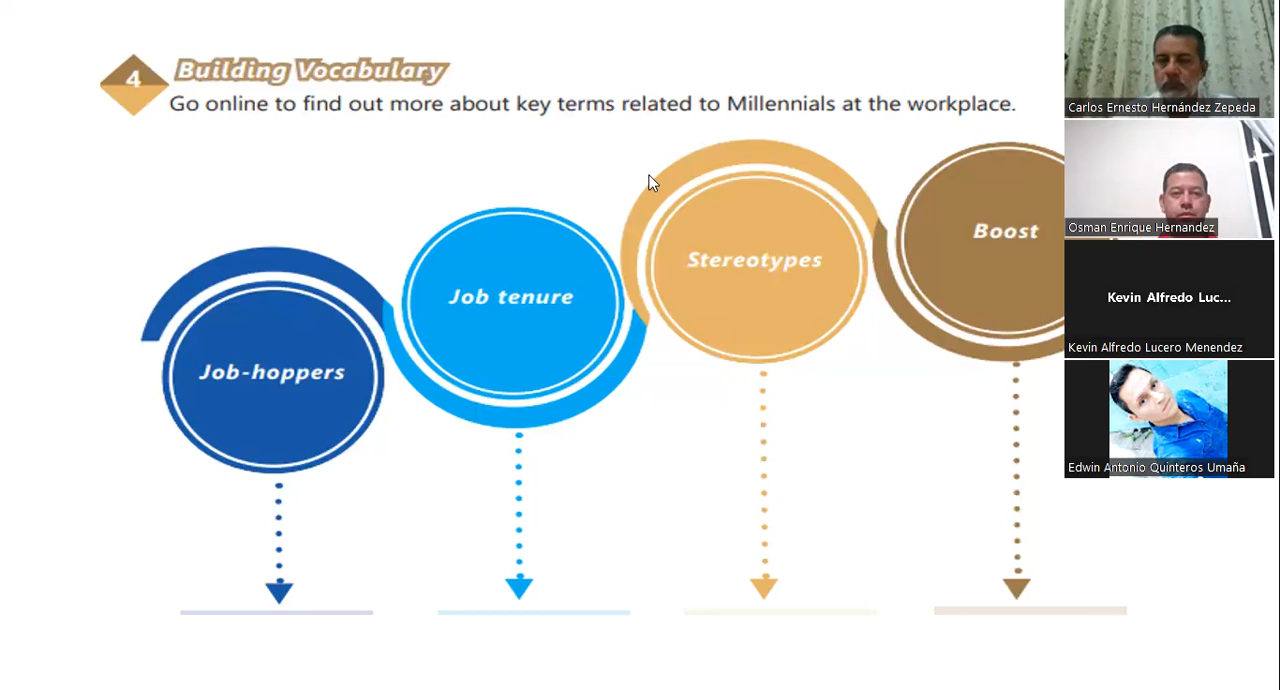 4
Building Vocabulary
Go online to find out more about key terms related to Millennials at the workplace.
Job-hoppers
Job tenure
Stereotypes
Boost
Carlos Ernesto Hernández Zepeda
Osman Enrique Hernandez
Kevin Alfredo Luc...
Kevin Alfredo Lucero Menendez
Edwin Antonio Quinteros Umaña